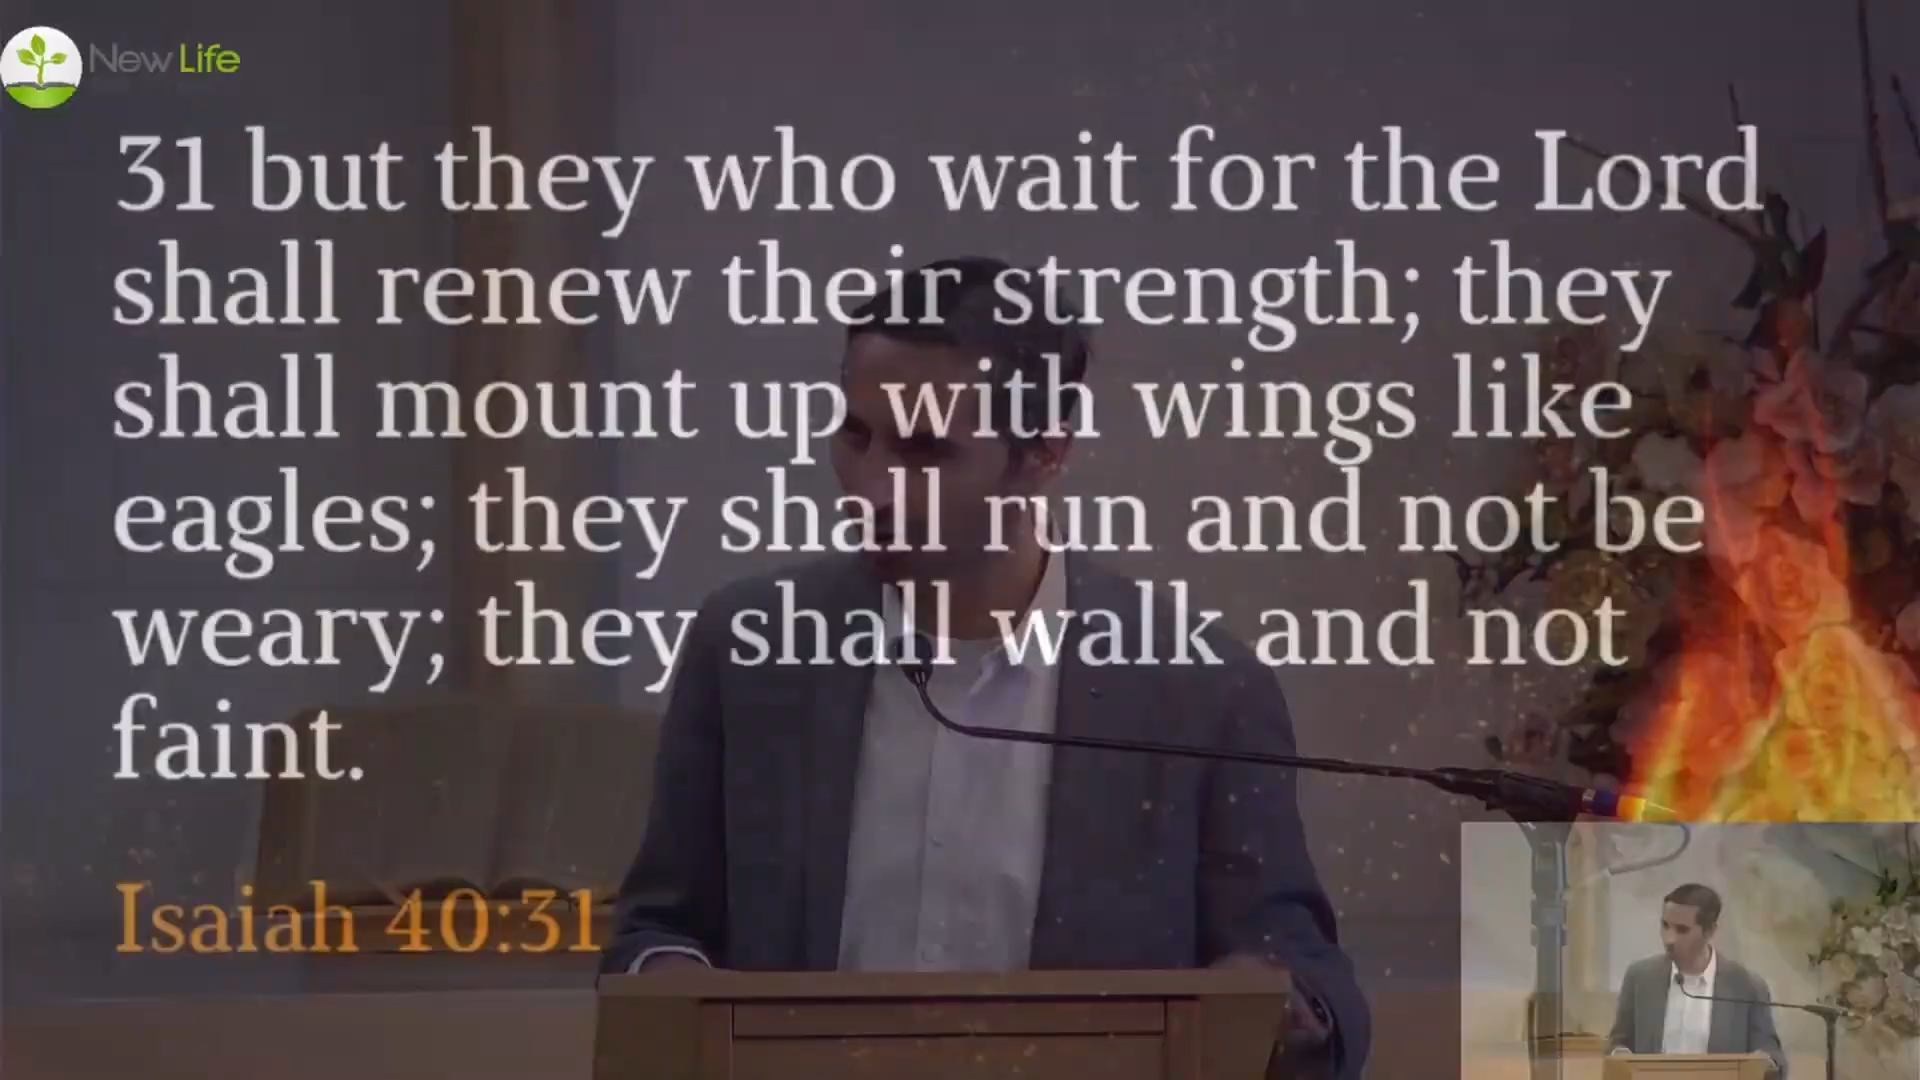 New Life
31 but they who wait for the Lord
shall renew their strength; they
shall mount up with wings like
eagles; they shall run and not be
weary; they shall walk and not
faint.
Isaiah 40:31